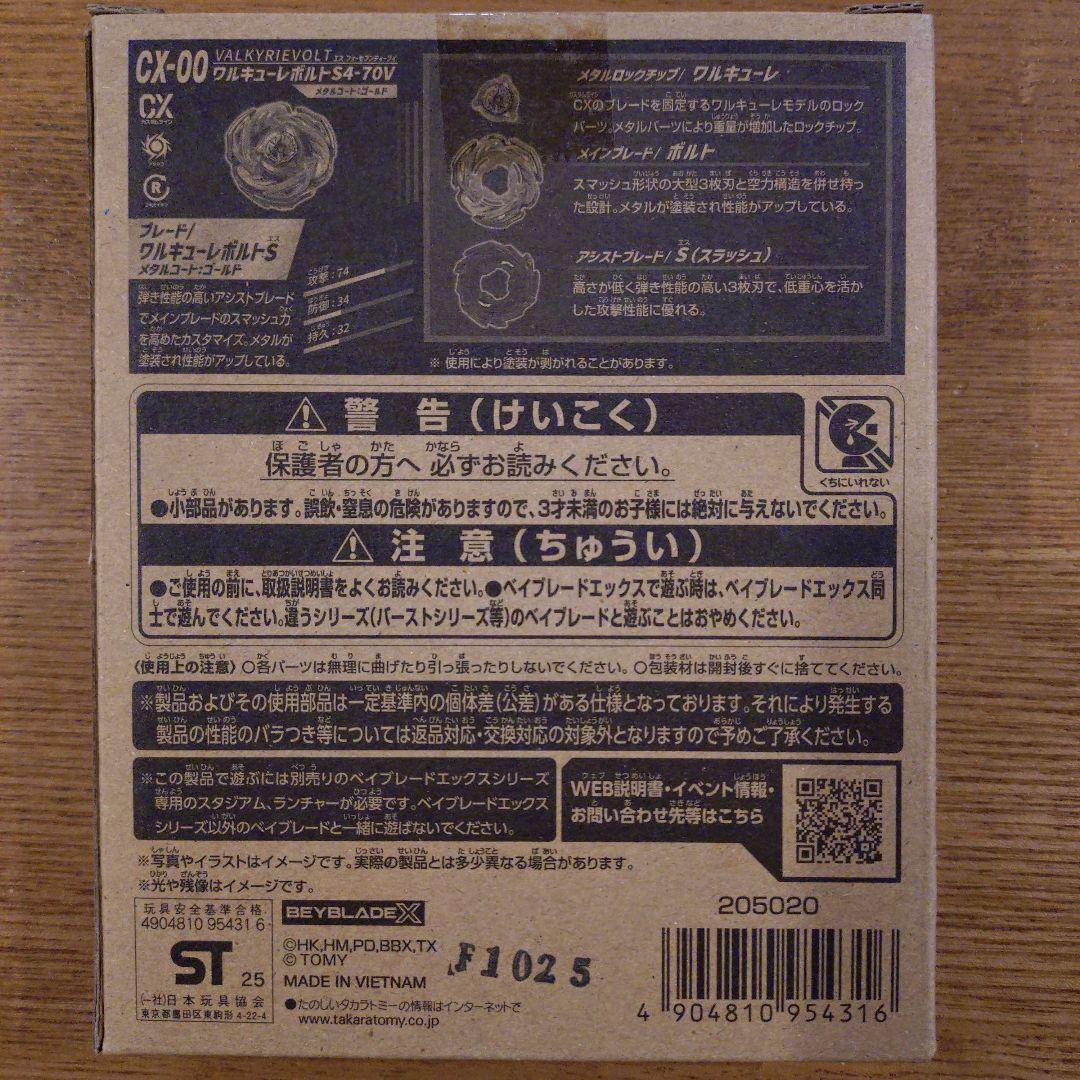 CX-00
VALKYRIEVOLT エス フォーセブンティーブイ
ワルキューレボルトS4-70V
メタルコート:ゴールド
CX
カスタムライン
R
ブレード/
ワルキューレボルトS
メタルコート:ゴールド
弾き性能の高いアシストブレード
でメインブレードのスマッシュ力
を高めたカスタマイズ。メタルが
塗装され性能がアップしている。
攻撃:74
防御:34
持久:32
メタルロックチップ/ ワルキューレ
CXのブレードを固定するワルキューレモデルのロック
パーツ。メタルパーツにより重量が増加したロックチップ。
メインブレード/ ボルト
スマッシュ形状の大型3枚刃と空力構造を併せ持っ
た設計。メタルが塗装され性能がアップしている。
アシストブレード/ S(スラッシュ)
高さが低く弾き性能の高い3枚刃で、低重心を活か
した攻撃性能に優れる。
※ 使用により塗装が剥がれることがあります。
警告(けいこく)
保護者の方へ 必ずお読みください。
くちにいれない
●小部品があります。誤飲・窒息の危険がありますので、3才未満のお子様には絶対に与えないでください。
注意(ちゅうい)
●ご使用の前に、取扱説明書をよくお読みください。●ベイブレードエックスで遊ぶ時は、ベイブレードエックス同
士で遊んでください。違うシリーズ(バーストシリーズ等)のベイブレードと遊ぶことはおやめください。
〈使用上の注意〉○各パーツは無理に曲げたり引っ張ったりしないでください。○包装材は開封後すぐに捨ててください。
※製品およびその使用部品は一定基準内の個体差(公差)がある仕様となっております。それにより発生する
製品の性能のバラつき等については返品対応・交換対応の対象外となりますので予めご了承ください。
※この製品で遊ぶには別売りのベイブレードエックスシリーズ
専用のスタジアム、ランチャーが必要です。ベイブレードエックス
シリーズ以外のベイブレードと一緒に遊ばないでください。
WEB説明書・イベント情報・
お問い合わせ先等はこちら
※写真やイラストはイメージです。実際の製品とは多少異なる場合があります。
※光や残像はイメージです。
玩具安全基準合格
4904810 95431 6
ST 25
(一社)日本玩具協会
東京都墨田区東駒形4-22-4
BEYBLADE X
©HK,HM,PD,BBX,TX
© TOMY
MADE IN VIETNAM
●たのしいタカラトミーの情報はインターネットで
www.takaratomy.co.jp
F1025
205020
4 904810 954316